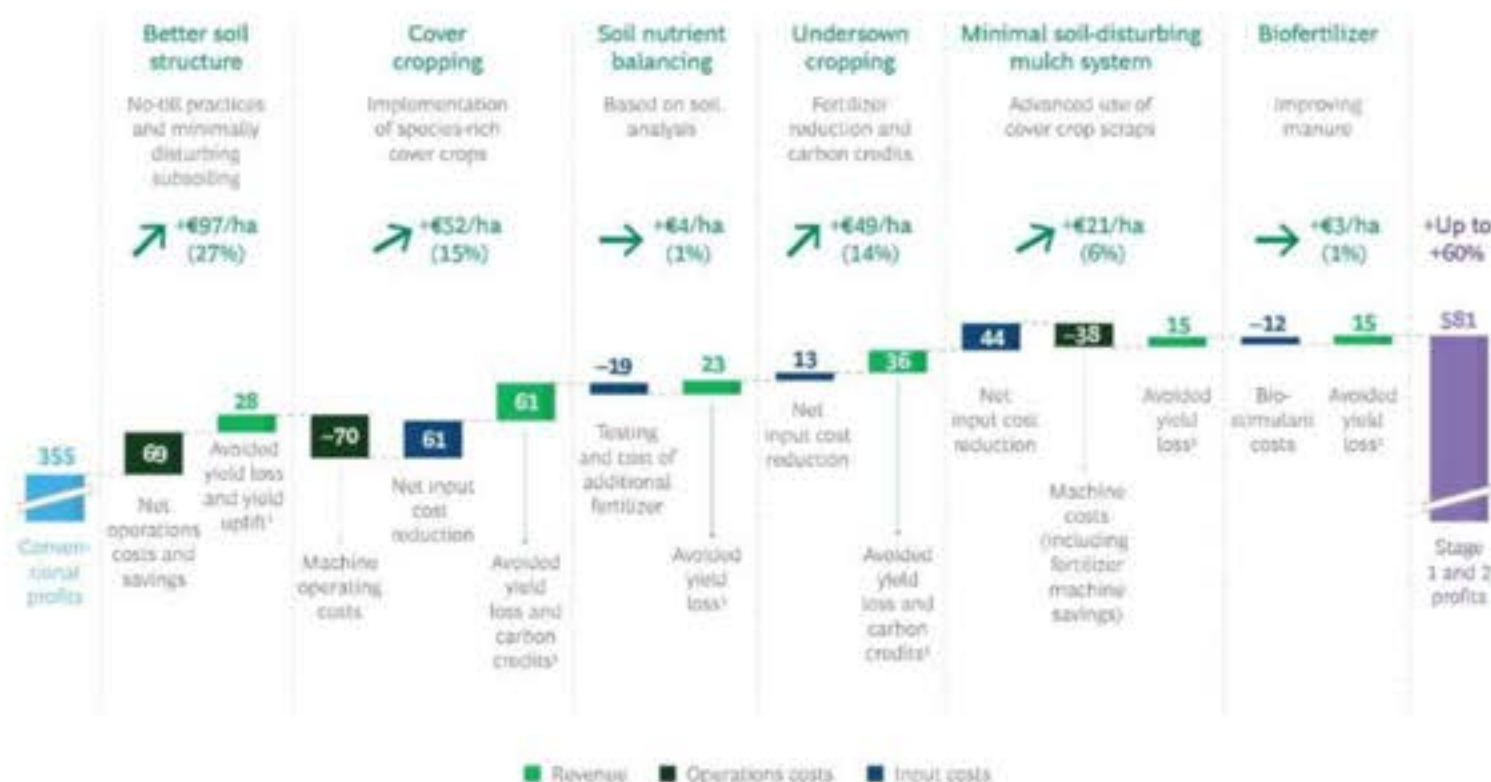 Better soil
structure
No-till practices
and minimally
disturbing
subsoiling
+€97/ha
(27%)
Cover
cropping
Implementation
of species-rich
cover crops
+€52/ha
(15%)
Soil nutrient
balancing
Based on soil
analysis
+€4/ha
(1%)
Undersown
cropping
Fertilizer
reduction and
carbon credits
+€49/ha
(14%)
Minimal soil-disturbing
mulch system
Advanced use of
cover crop scraps
+€21/ha
(6%)
Biofertilizer
Improving
manure
+€3/ha
(1%)
+Up to
+60%
355
Conven-
tional
profits
69
Net
operations
costs and
savings
28
Avoided
yield loss
and yield
uplift¹
–70
Machine
operating
costs
61
Net input
cost
reduction
61
Avoided
yield
loss and
carbon
credits
–19
Testing
and cost of
additional
fertilizer
23
Avoided
yield
loss
13
Net
input cost
reduction
36
Avoided
yield
loss and
carbon
credits
44
Net
input cost
reduction
–38
Machine
costs
(including
fertilizer
machine
savings)
15
Avoided
yield
loss
–12
Bio-
stimulant
costs
15
Avoided
yield
loss
581
Stage
1 and 2
profits
Revenue
Operations costs
Input costs